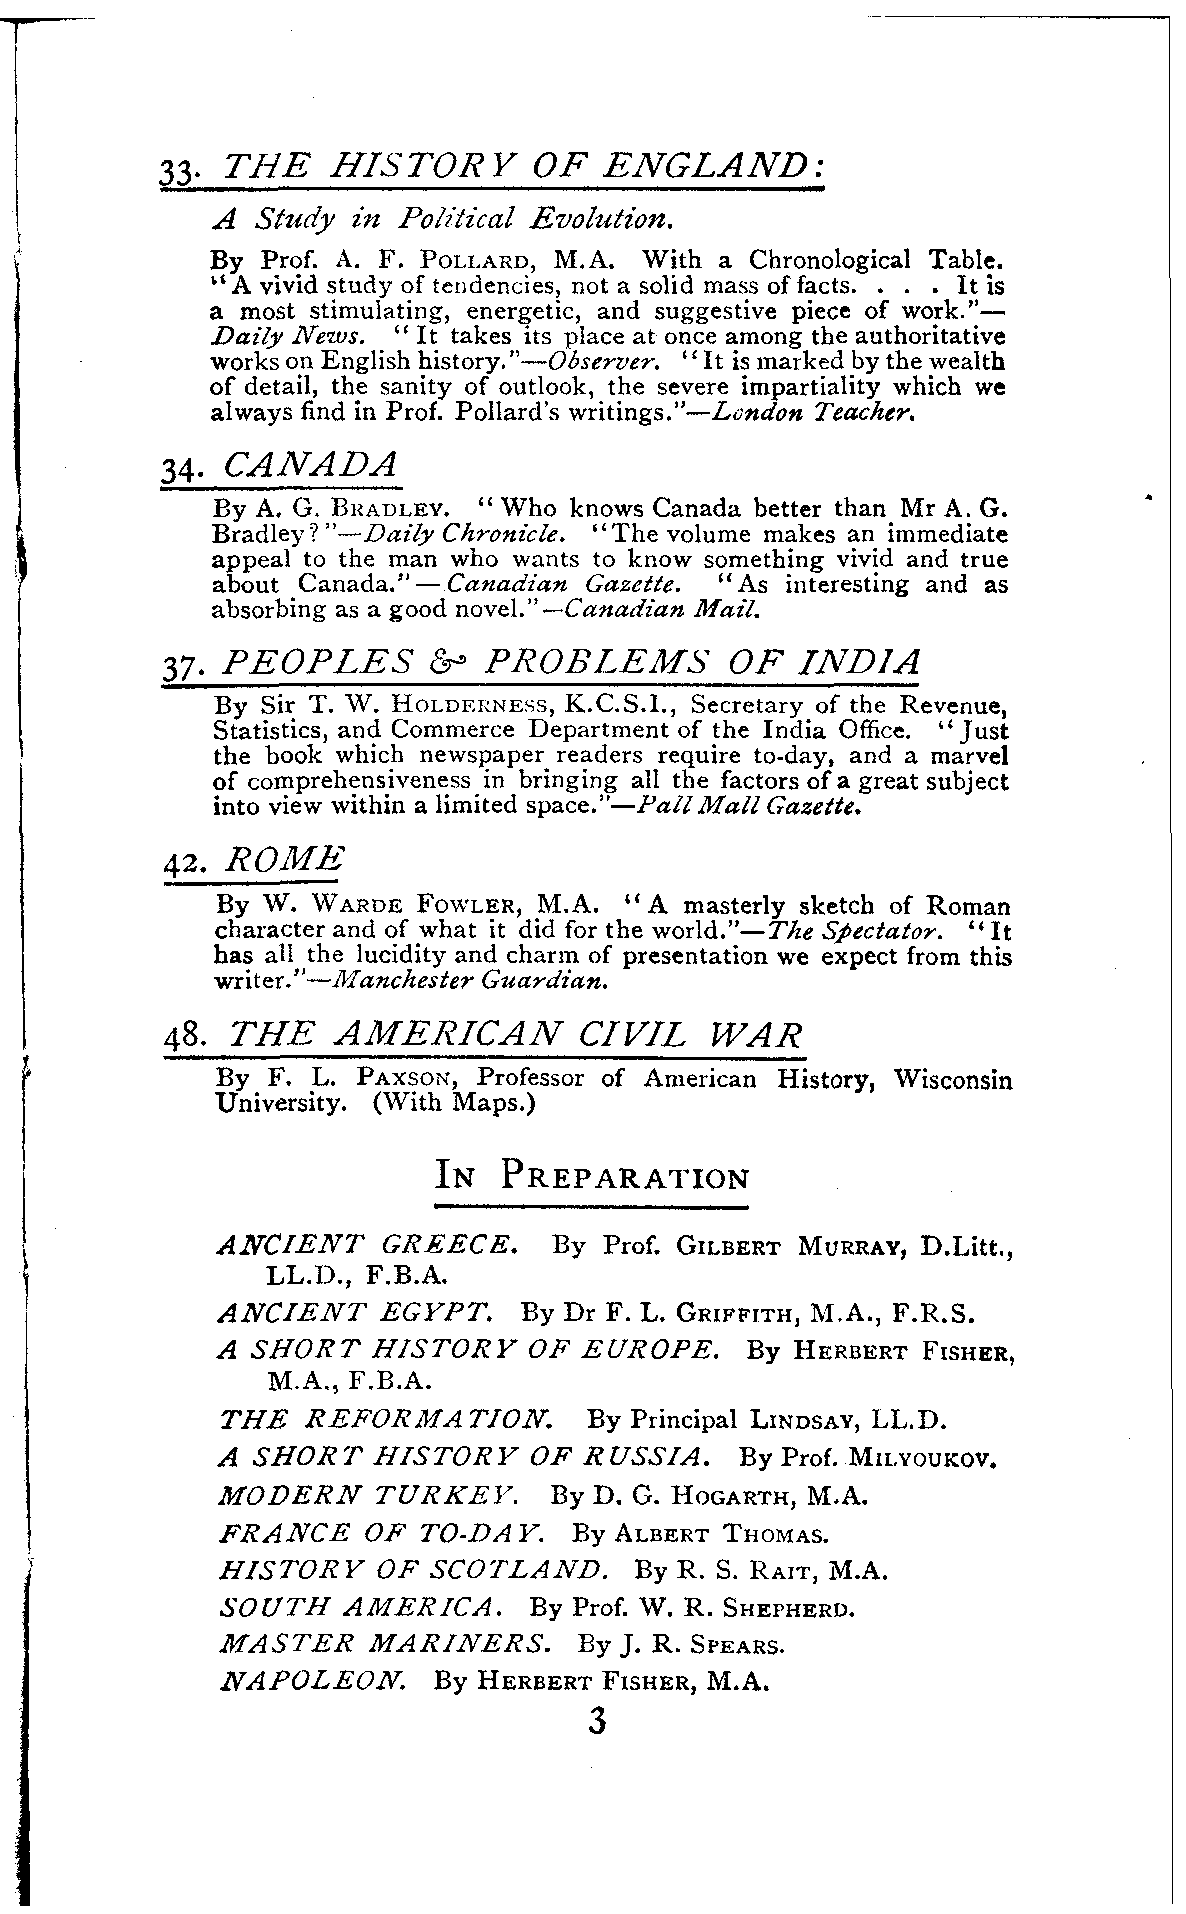 33. THE HISTORY OF ENGLAND:
A Study in Political Evolution.
By Prof. A. F. POLLARD, M.A. With a Chronological Table.
“A vivid study of tendencies, not a solid mass of facts. . . . It is
a most stimulating, energetic, and suggestive piece of work.”—
Daily News. “It takes its place at once among the authoritative
works on English history.”—Observer. “It is marked by the wealth
of detail, the sanity of outlook, the severe impartiality which we
always find in Prof. Pollard’s writings.”—London Teacher.
34. CANADA
By A. G. BRADLEY. “Who knows Canada better than Mr A. G.
Bradley?”—Daily Chronicle. “The volume makes an immediate
appeal to the man who wants to know something vivid and true
about Canada.”—Canadian Gazette. “As interesting and as
absorbing as a good novel.”—Canadian Mail.
37. PEOPLES & PROBLEMS OF INDIA
By Sir T. W. HOLDERNESS, K.C.S.I., Secretary of the Revenue,
Statistics, and Commerce Department of the India Office. “Just
the book which newspaper readers require to-day, and a marvel
of comprehensiveness in bringing all the factors of a great subject
into view within a limited space.”—Pall Mall Gazette.
42. ROME
By W. WARDE FOWLER, M.A. “A masterly sketch of Roman
character and of what it did for the world.”—The Spectator. “It
has all the lucidity and charm of presentation we expect from this
writer.”—Manchester Guardian.
48. THE AMERICAN CIVIL WAR
By F. L. PAXSON, Professor of American History, Wisconsin
University. (With Maps.)
IN PREPARATION
ANCIENT GREECE. By Prof. GILBERT MURRAY, D.Litt.,
LL.D., F.B.A.
ANCIENT EGYPT. By Dr F. L. GRIFFITH, M.A., F.R.S.
A SHORT HISTORY OF EUROPE. By HERBERT FISHER,
M.A., F.B.A.
THE REFORMATION. By Principal LINDSAY, LL.D.
A SHORT HISTORY OF RUSSIA. By Prof. MILYOUKOV.
MODERN TURKEY. By D. G. HOGARTH, M.A.
FRANCE OF TO-DAY. By ALBERT THOMAS.
HISTORY OF SCOTLAND. By R. S. RAIT, M.A.
SOUTH AMERICA. By Prof. W. R. SHEPHERD.
MASTER MARINERS. By J. R. SPEARS.
NAPOLEON. By HERBERT FISHER, M.A.
3